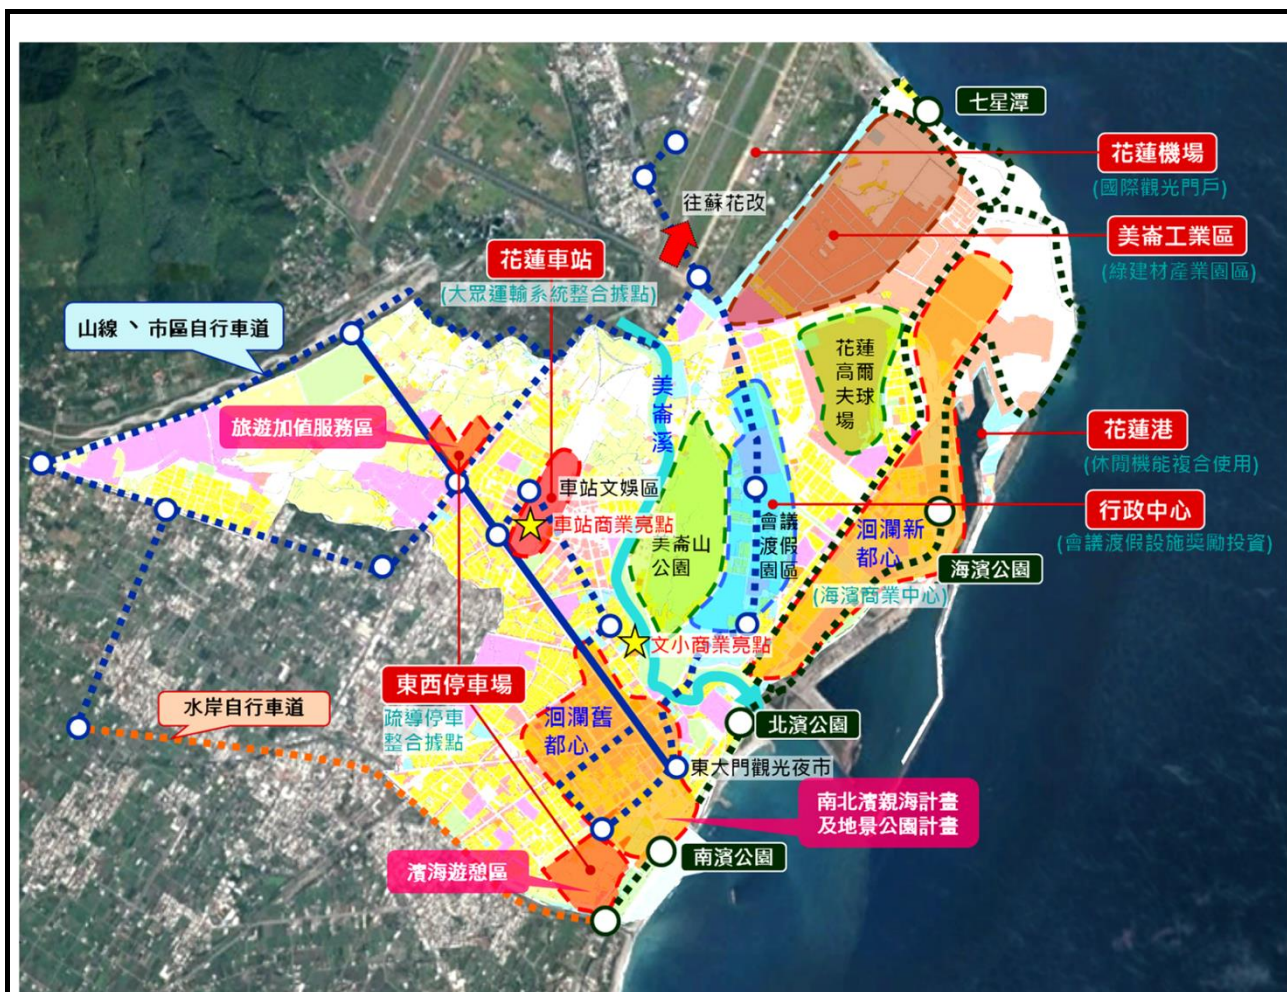 七星潭
花蓮機場
(國際觀光門戶)
往蘇花改
美崙工業區
(綠建材產業園區)
花蓮車站
(大眾運輸系統整合據點)
山線、市區自行車道
花蓮
高爾
夫球
場
美崙溪
旅遊加值服務區
花蓮港
(休閒機能複合使用)
車站文娛區
車站商業亮點
美崙山
公園
會議
渡假
園區
行政中心
(會議渡假設施獎勵投資)
洄瀾新
都心
(海濱商業中心)
海濱公園
文小商業亮點
東西停車場
疏導停車
整合據點
水岸自行車道
洄瀾舊
都心
北濱公園
東大門觀光夜市
南北濱親海計畫
及地景公園計畫
南濱公園
濱海遊憩區